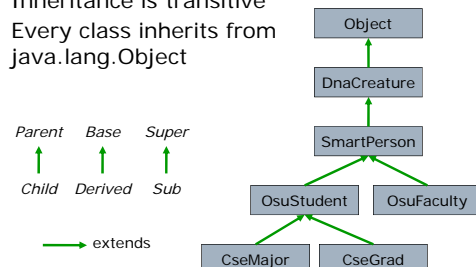 Inheritance is transitive
Every class inherits from
java.lang.Object
Object
DnaCreature
SmartPerson
Parent Base Super
Child Derived Sub
OsuStudent OsuFaculty
extends
CseMajor CseGrad